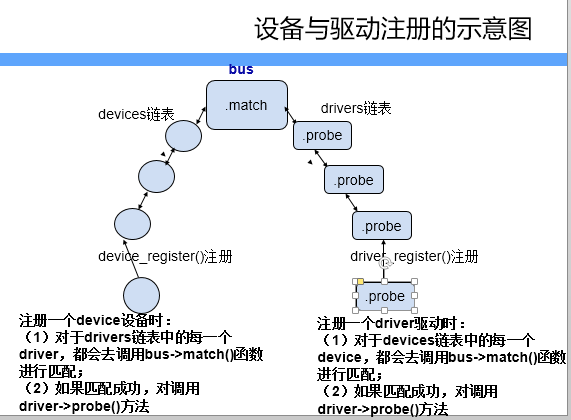 设备与驱动注册的示意图
bus
.match
devices链表
drivers链表
.probe
.probe
.probe
device_register()注册
driver_register()注册
.probe
注册一个device设备时：
（1）对于drivers链表中的每一个
driver，都会去调用bus->match()函数
进行匹配；
（2）如果匹配成功，对调用
driver->probe()方法
注册一个driver驱动时：
（1）对于devices链表中的每一个
device，都会去调用bus->match()函数
进行匹配；
（2）如果匹配成功，对调用
driver->probe()方法